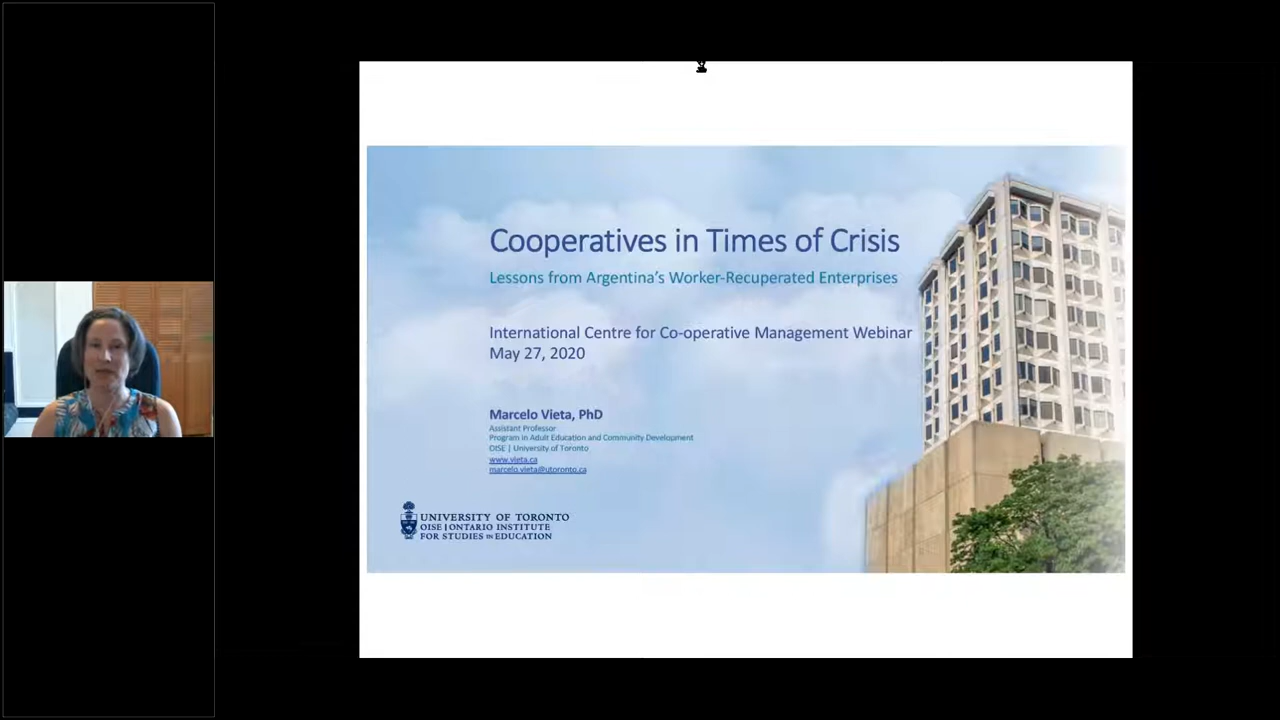 Cooperatives in Times of Crisis
Lessons from Argentina's Worker-Recuperated Enterprises
International Centre for Co-operative Management Webinar
May 27, 2020
Marcelo Vieta, PhD
Assistant Professor
Program in Adult Education and Community Development
OISE | University of Toronto
www.vieta.ca
marcelo.vieta@utoronto.ca
UNIVERSITY OF TORONTO
OISE | ONTARIO INSTITUTE
FOR STUDIES IN EDUCATION